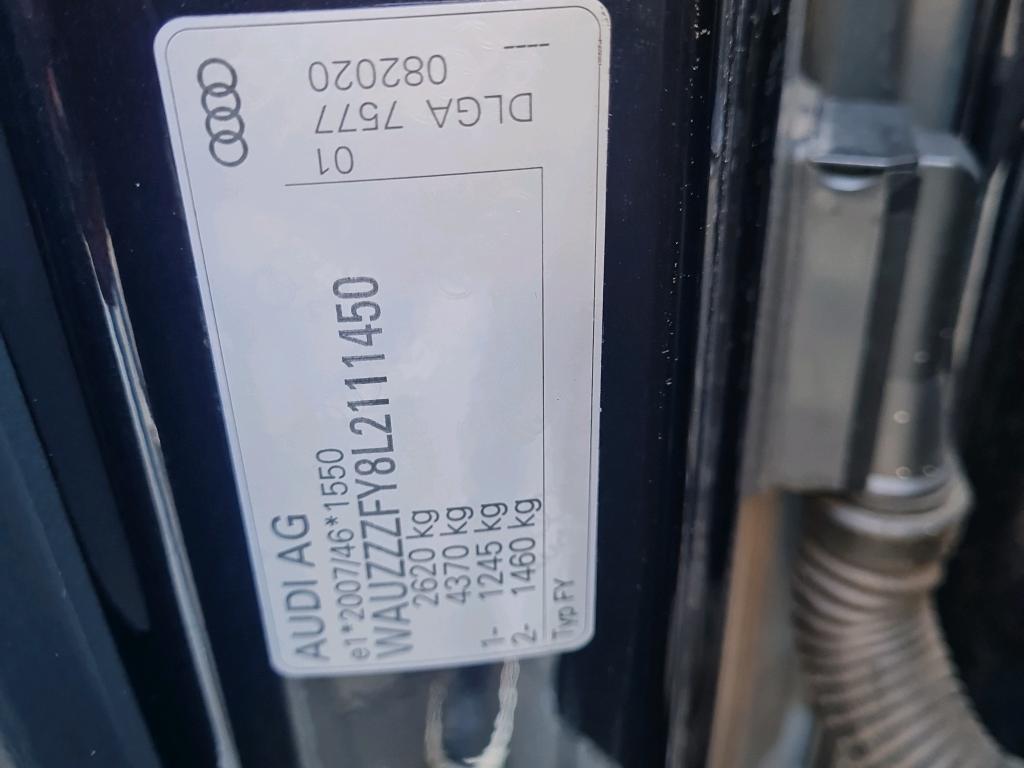 AUDI AG
e1*2007/46*1550
WAUZZZFY8L2111450
2620 kg
4370 kg
1- 1245 kg
2- 1460 kg
Typ FY
01
DLGA 7577
082020
----